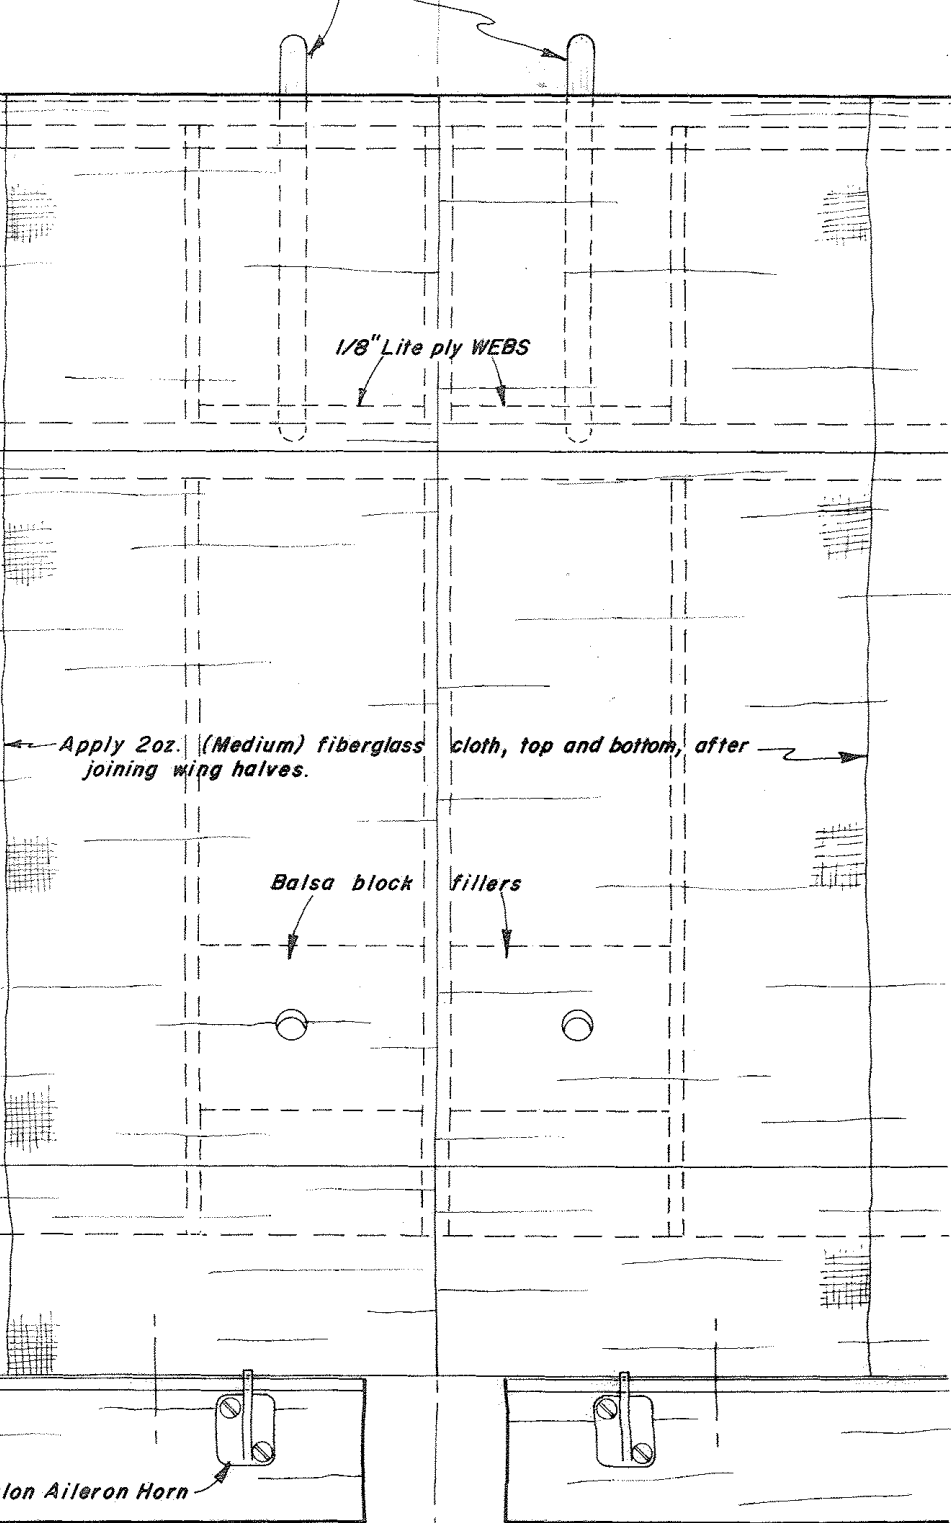 1/8" Lite ply WEBS
Apply 2oz. (Medium) fiberglass cloth, top and bottom, after
joining wing halves.
Balsa block fillers
lon Aileron Horn